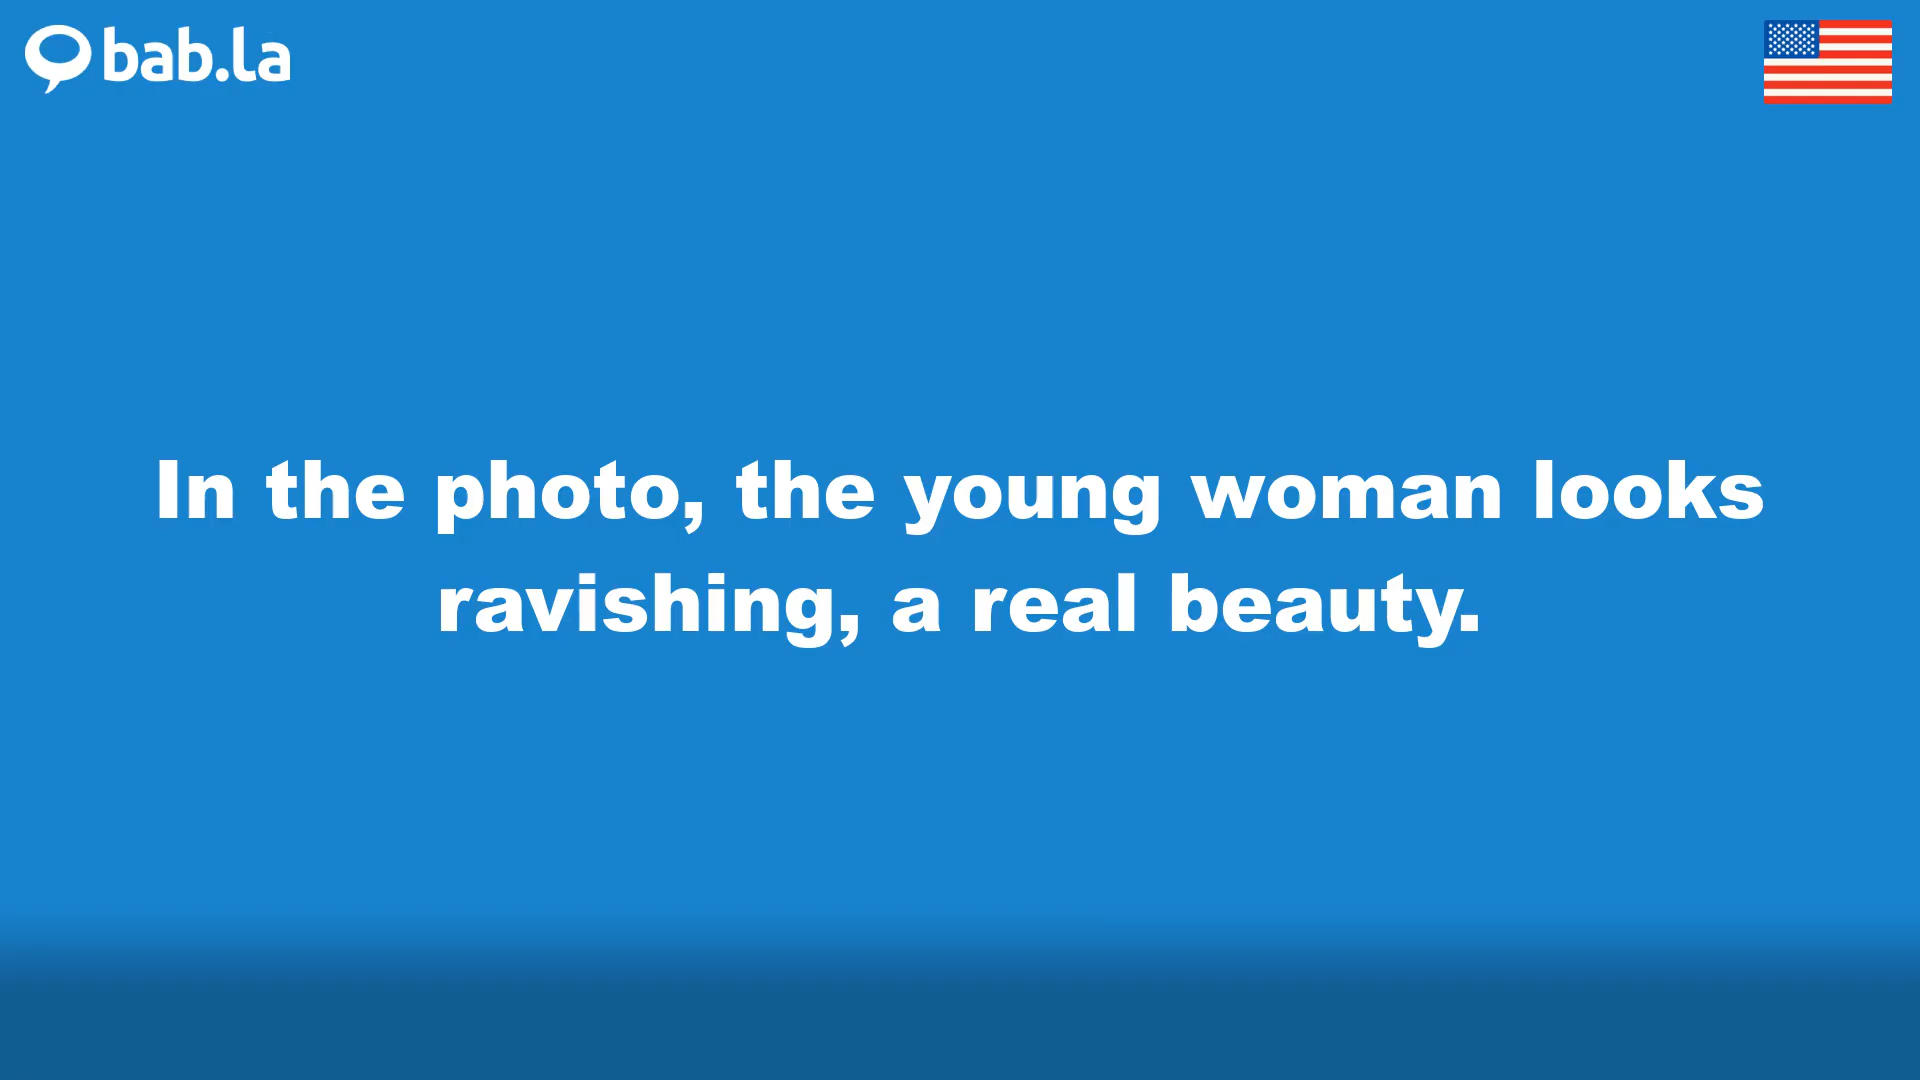 bab.la
In the photo, the young woman looks
ravishing, a real beauty.